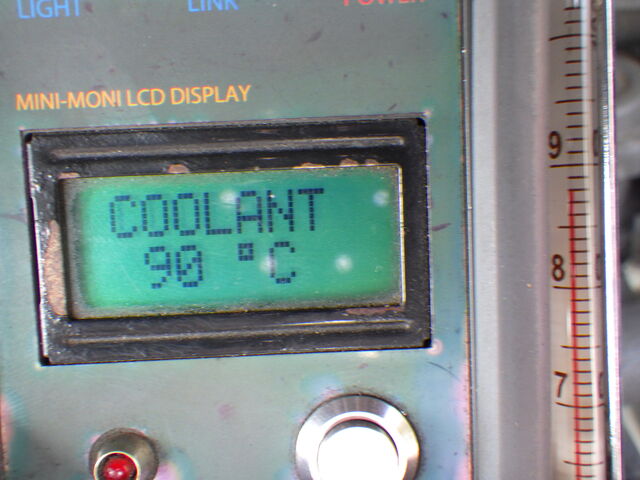 LIGHT
LINK
POWER
MINI-MONI LCD DISPLAY
COOLANT
90 °C
9
8
7